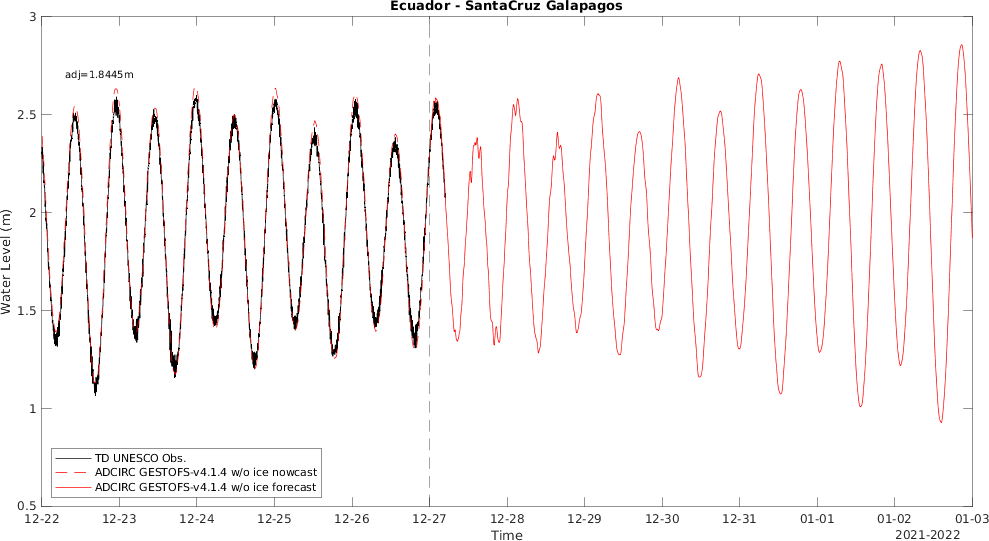 Ecuador - SantaCruz Galapagos
3
adj=1.8445m
2.5
2
Water Level (m)
1.5
1
TD UNESCO Obs.
ADCIRC GESTOFS-v4.1.4 w/o ice nowcast
ADCIRC GESTOFS-v4.1.4 w/o ice forecast
0.5
12-22 12-23 12-24 12-25 12-26 12-27 12-28 12-29 12-30 12-31 01-01 01-02 01-03
Time
2021-2022